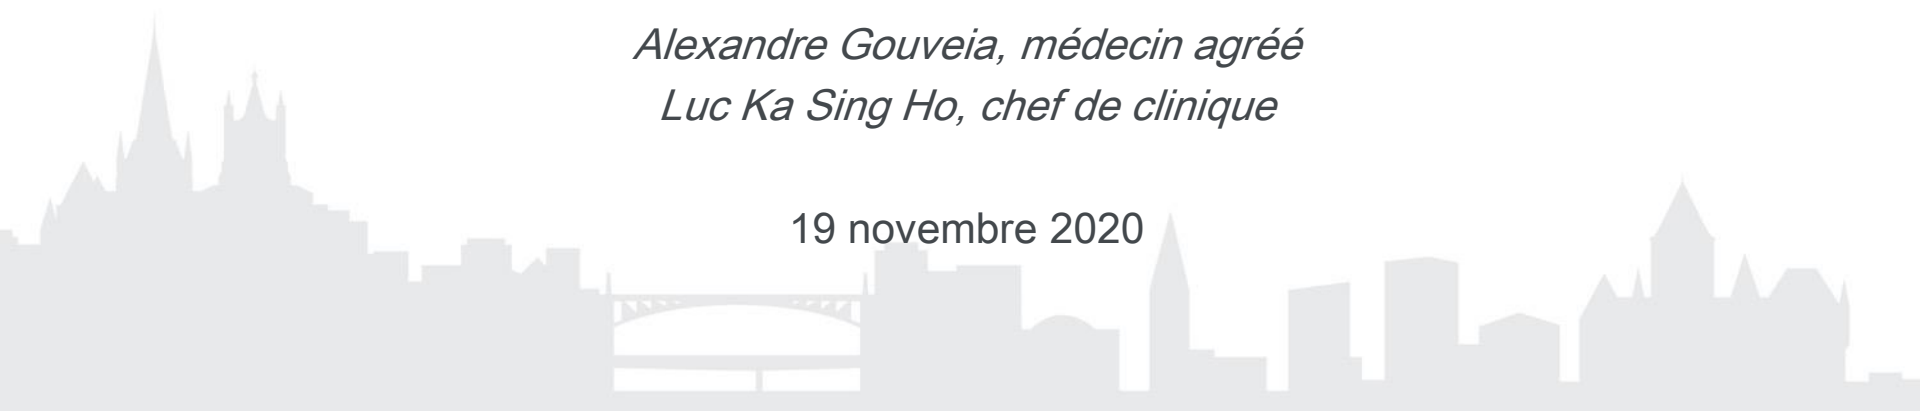 Alexandre Gouveia, médecin agréé
Luc Ka Sing Ho, chef de clinique
19 novembre 2020